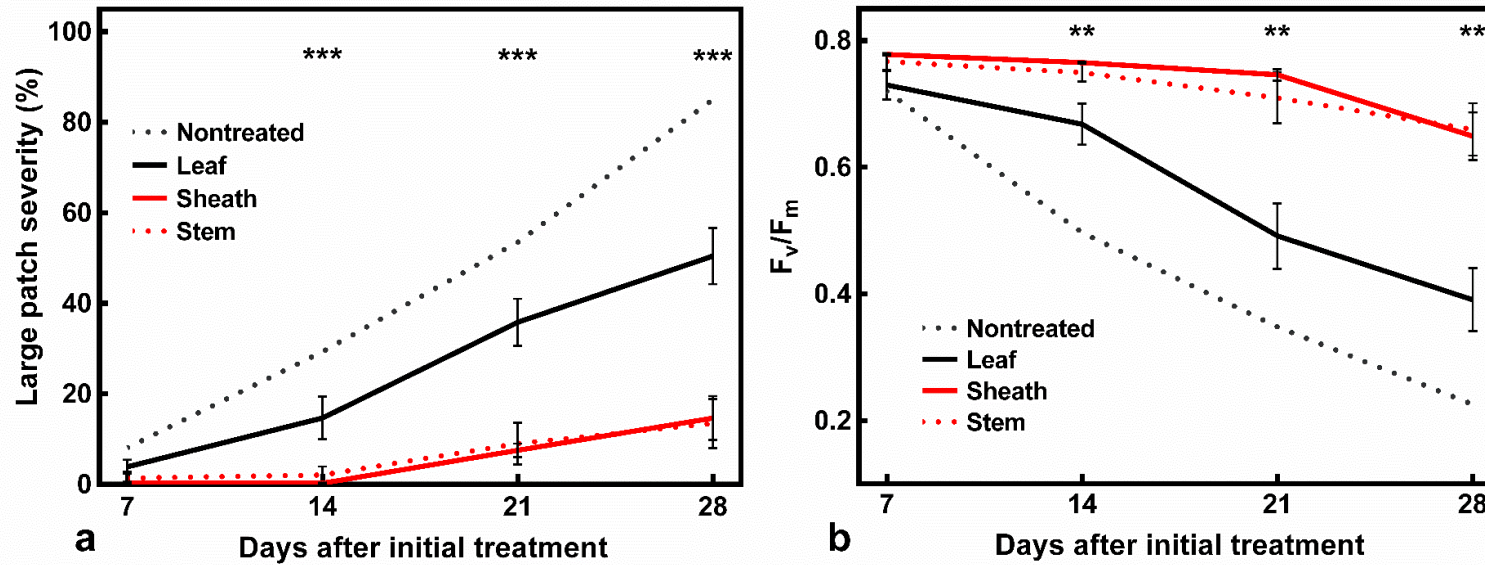 Large patch severity (%)
100
80
60
40
20
0
***
***
***
Nontreated
Leaf
Sheath
Stem
7
14
21
28
a
Days after initial treatment
Fv/Fm
0.8
0.6
0.4
0.2
**
**
**
Nontreated
Leaf
Sheath
Stem
7
14
21
28
b
Days after initial treatment